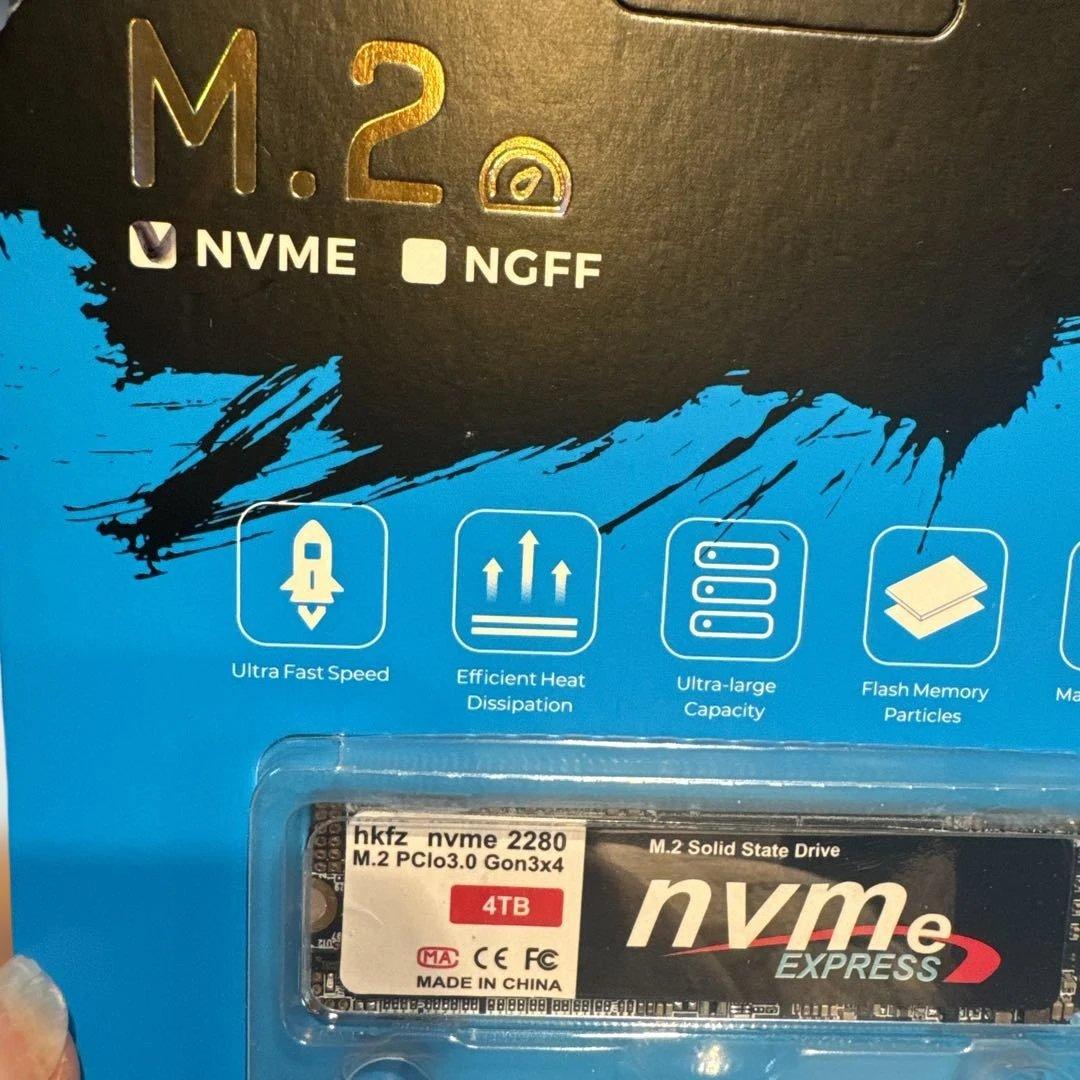 M.2
NVME NGFF
Ultra Fast Speed
Efficient Heat
Dissipation
Ultra-large
Capacity
Flash Memory
Particles
Ma
hkfz nvme 2280
M.2 PCIo3.0 Gon3x4
4TB
MA CE FC
MADE IN CHINA
M.2 Solid State Drive
nvme
EXPRESS